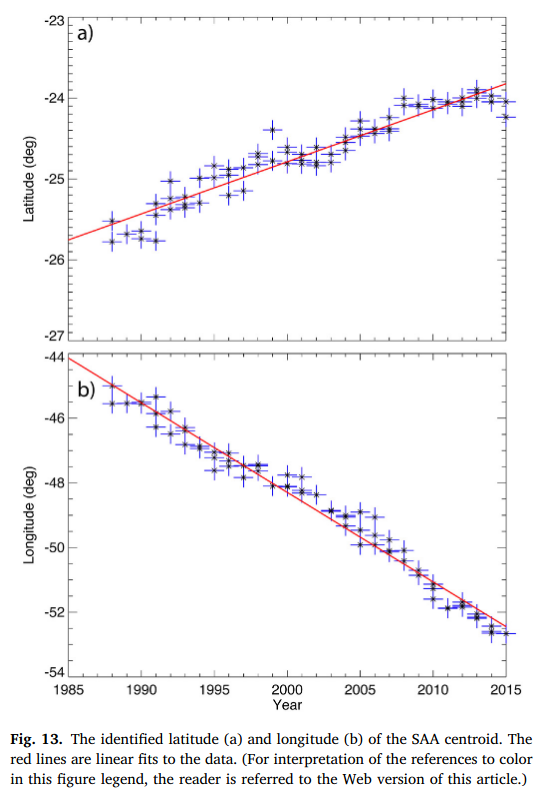 a)
-23
-24
-25
-26
-27
Latitude (deg)
b)
-44
-46
-48
-50
-52
-54
Longitude (deg)
1985 1990 1995 2000 2005 2010 2015
Year
Fig. 13. The identified latitude (a) and longitude (b) of the SAA centroid. The
red lines are linear fits to the data. (For interpretation of the references to color
in this figure legend, the reader is referred to the Web version of this article.)